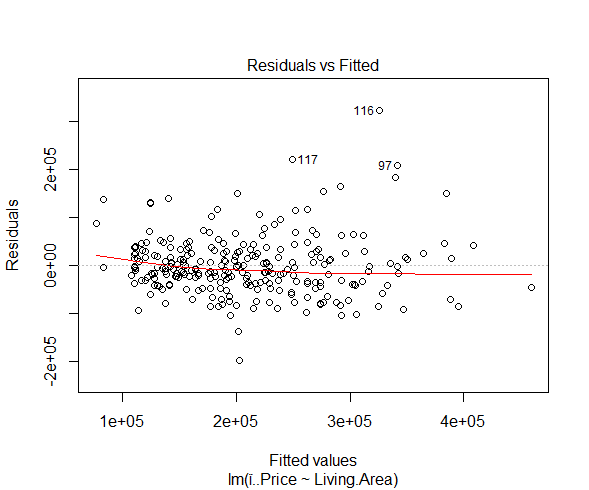 Residuals vs Fitted
116
117
97
Residuals
2e+05
0e+00
-2e+05
1e+05 2e+05 3e+05 4e+05
Fitted values
lm(ï..Price ~ Living.Area)